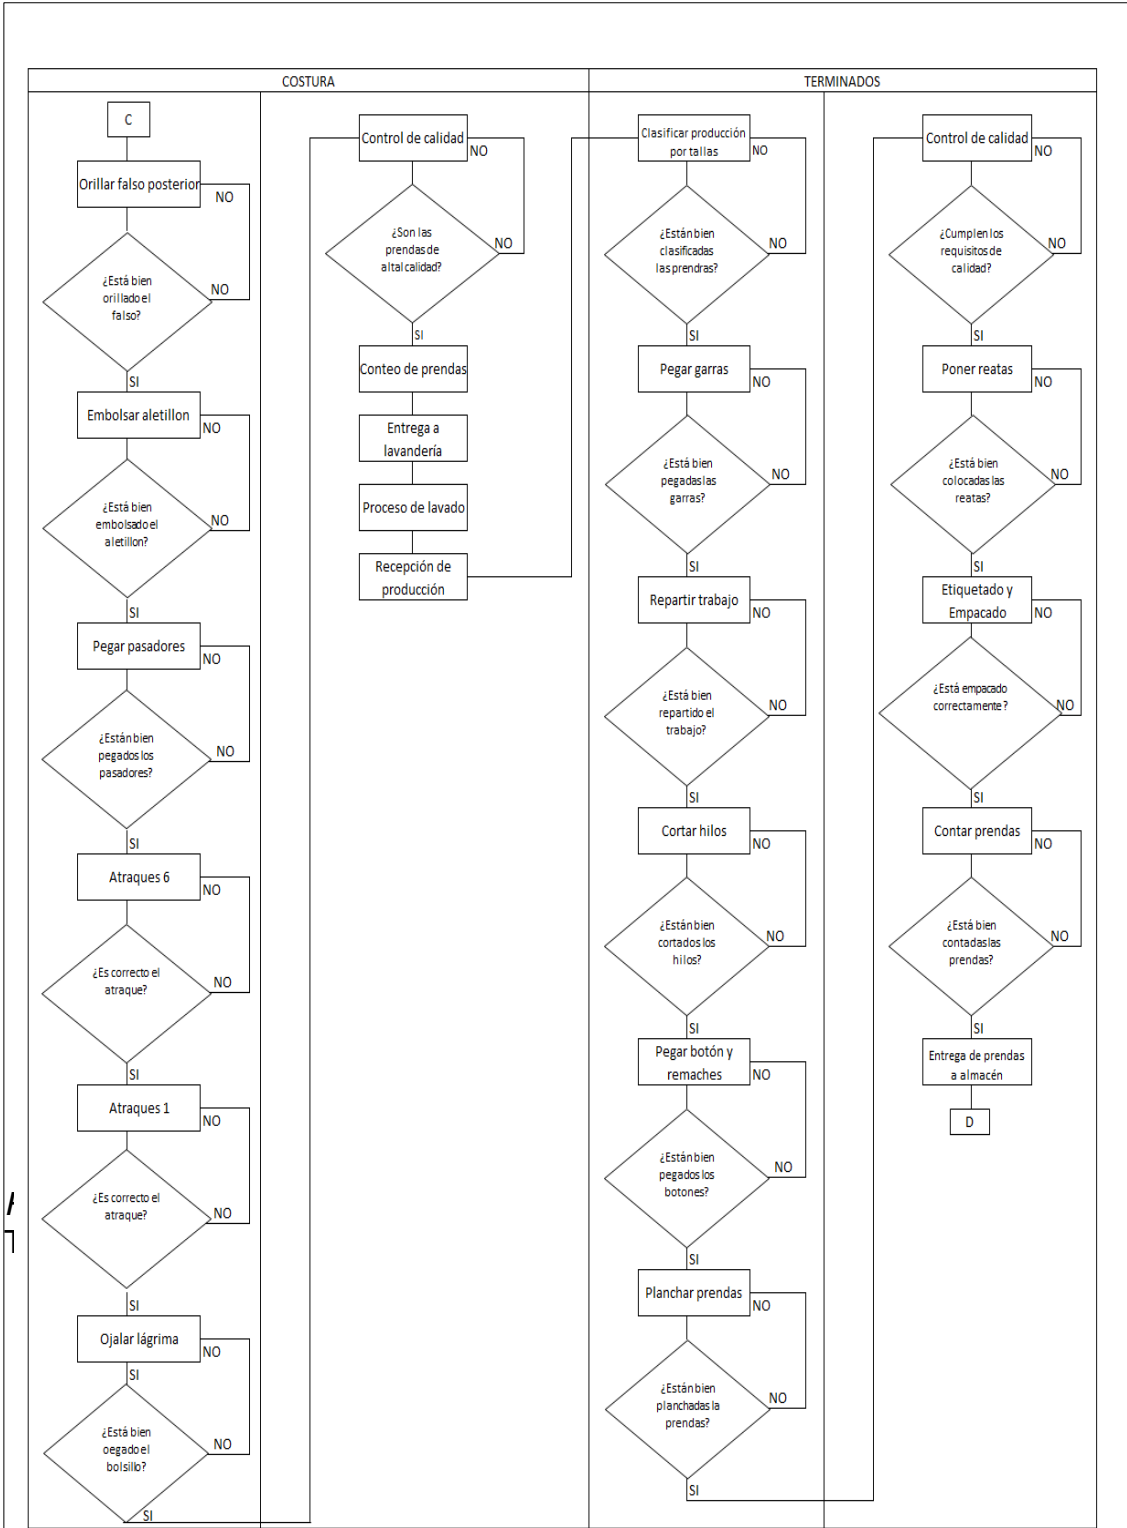 COSTURA
TERMINADOS
C
Orillar falso posterior
NO
¿Está bien
orillado el
falso?
NO
SI
Embolsar aletillon
NO
¿Está bien
embolsado el
aletillon?
NO
SI
Pegar pasadores
NO
¿Están bien
pegados los
pasadores?
NO
SI
Atraques 6
NO
¿Es correcto el
atraque?
NO
SI
Atraques 1
NO
¿Es correcto el
atraque?
NO
SI
Ojalar lágrima
NO
SI
¿Está bien
oegado el
bolsillo?
NO
SI
Control de calidad
NO
¿Son las
prendas de
altal calidad?
NO
SI
Conteo de prendas
Entrega a
lavandería
Proceso de lavado
Recepción de
producción
Clasificar producción
por tallas
NO
¿Están bien
clasificadas
las prendras?
NO
SI
Pegar garras
NO
¿Está bien
pegadas las
garras?
NO
SI
Repartir trabajo
NO
¿Está bien
repartido el
trabajo?
NO
SI
Cortar hilos
NO
¿Están bien
cortados los
hilos?
NO
SI
Pegar botón y
remaches
NO
¿Están bien
pegados los
botones?
NO
SI
Planchar prendas
NO
¿Están bien
planchadas la
prendas?
NO
SI
Control de calidad
NO
¿Cumplen los
requisitos de
calidad?
NO
SI
Poner reatas
NO
¿Está bien
colocadas las
reatas?
NO
SI
Etiquetado y
Empacado
NO
¿Está empacado
correctamente?
NO
SI
Contar prendas
NO
¿Está bien
contadas las
prendas?
NO
SI
Entrega de prendas
a almacén
D